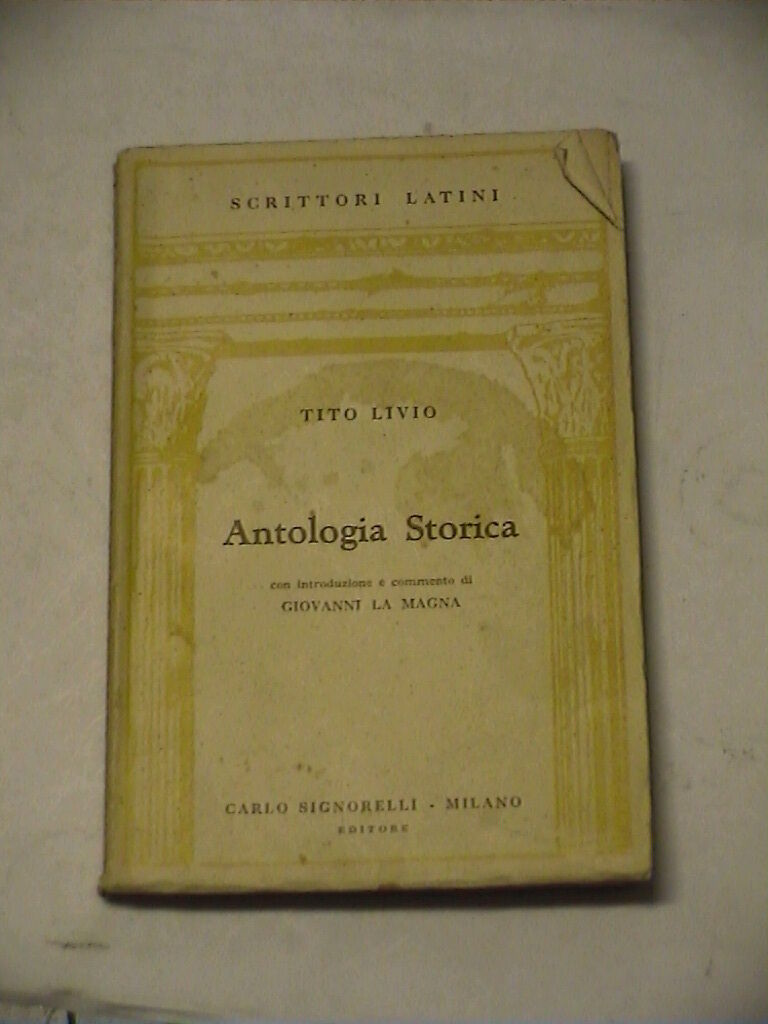 SCRITTORI LATINI
TITO LIVIO
Antologia Storica
con introduzione e commento di
GIOVANNI LA MAGNA
CARLO SIGNORELLI - MILANO
EDITORE